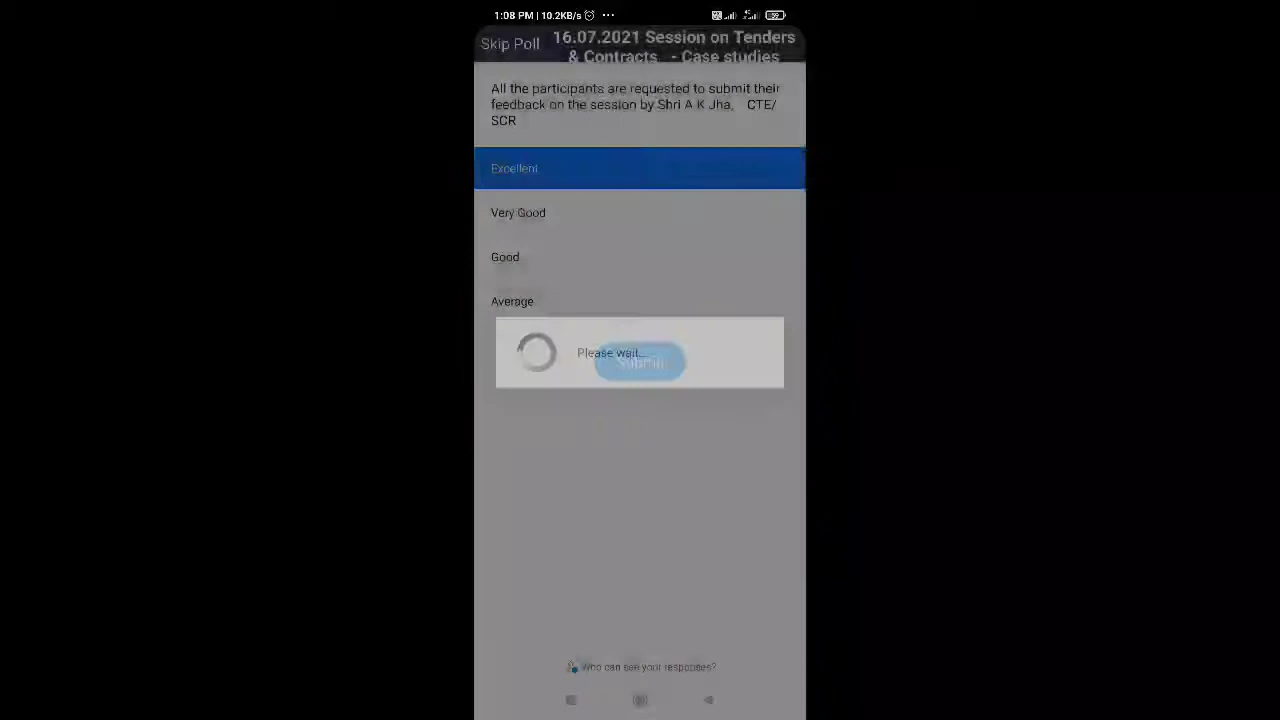 1:08 PM | 10.2KB/s
59
Skip Poll
16.07.2021 Session on Tenders
& Contracts - Case studies
All the participants are requested to submit their
feedback on the session by Shri A K Jha, CTE/
SCR
Excellent
Very Good
Good
Average
Please wait...
Submit
Who can see your responses?